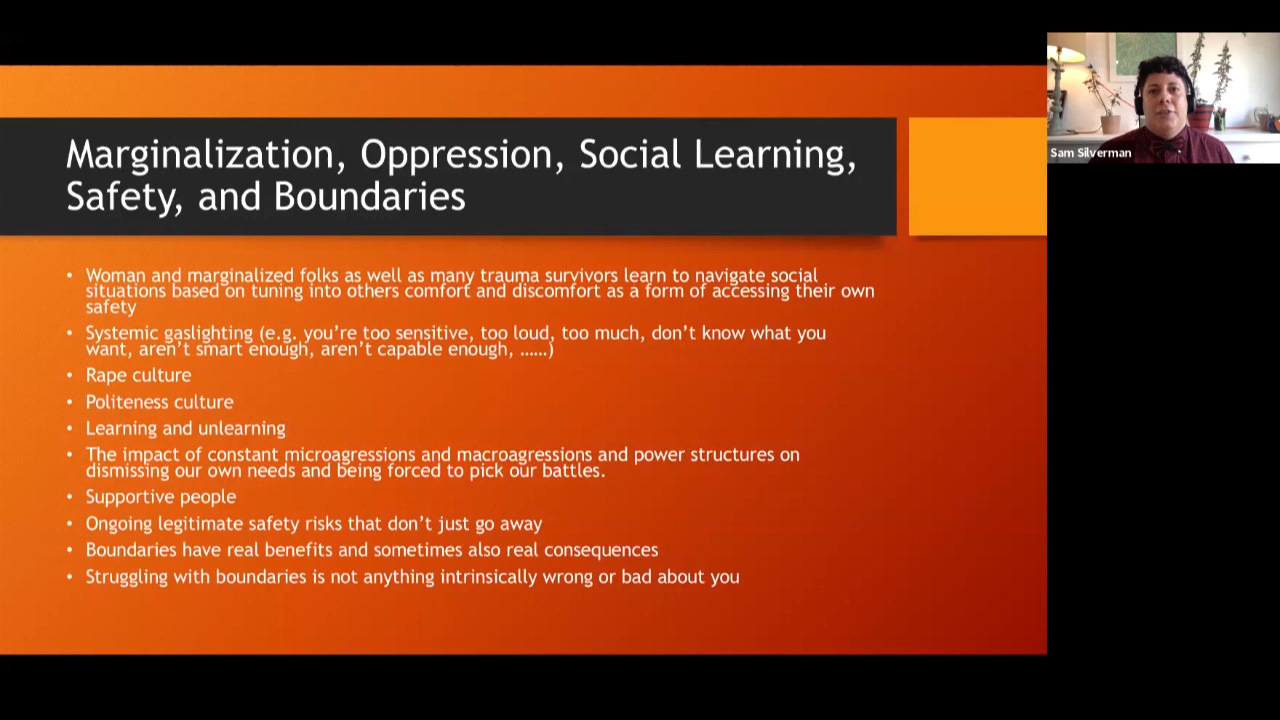 Marginalization, Oppression, Social Learning,
Safety, and Boundaries
• Woman and marginalized folks as well as many trauma survivors learn to navigate social
situations based on tuning into others comfort and discomfort as a form of accessing their own
safety
• Systemic gaslighting (e.g. you’re too sensitive, too loud, too much, don’t know what you
want, aren’t smart enough, aren’t capable enough, ……)
• Rape culture
• Politeness culture
• Learning and unlearning
• The impact of constant microagressions and macroagressions and power structures on
dismissing our own needs and being forced to pick our battles.
• Supportive people
• Ongoing legitimate safety risks that don’t just go away
• Boundaries have real benefits and sometimes also real consequences
• Struggling with boundaries is not anything intrinsically wrong or bad about you
Sam Silverman